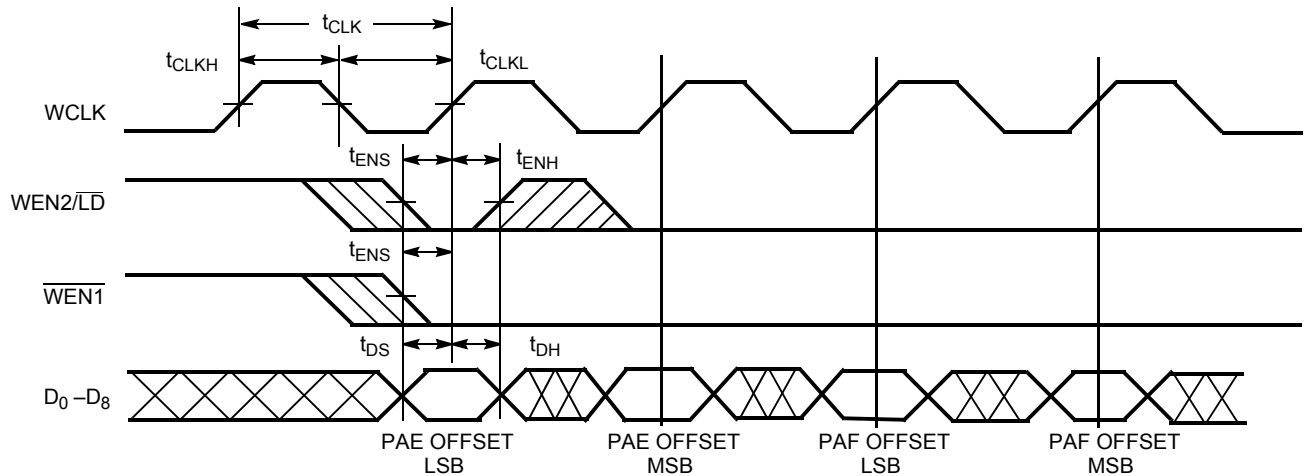 tCLK
tCLKH
tCLKL
WCLK
tENS
tENH
WEN2/LD
tENS
WEN1
tDS
tDH
D0 –D8
PAE OFFSET
LSB
PAE OFFSET
MSB
PAF OFFSET
LSB
PAF OFFSET
MSB